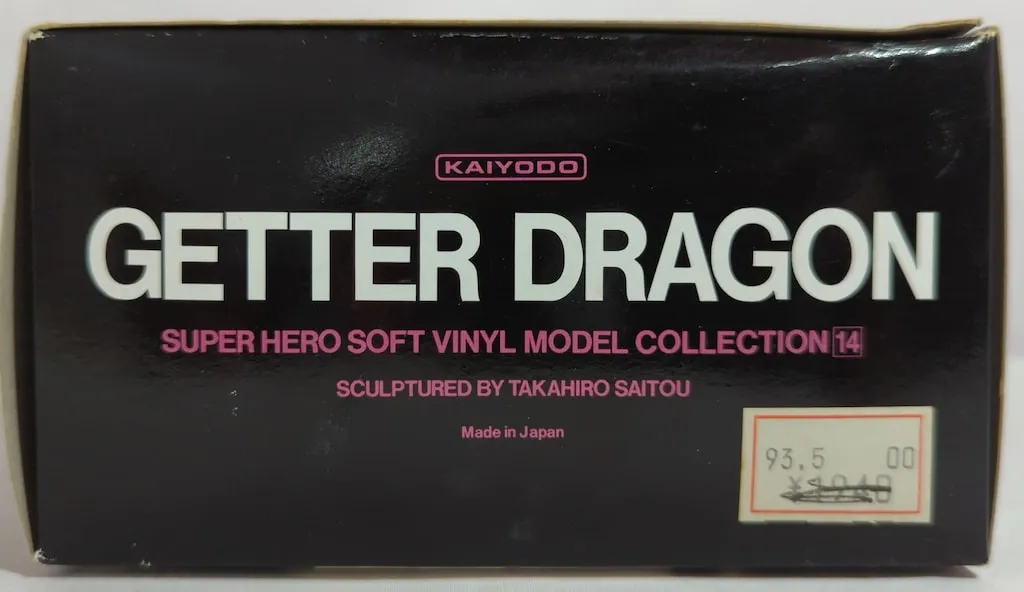 KAIYODO
GETTER DRAGON
SUPER HERO SOFT VINYL MODEL COLLECTION 14
SCULPTURED BY TAKAHIRO SAITOU
Made in Japan
93.5 00